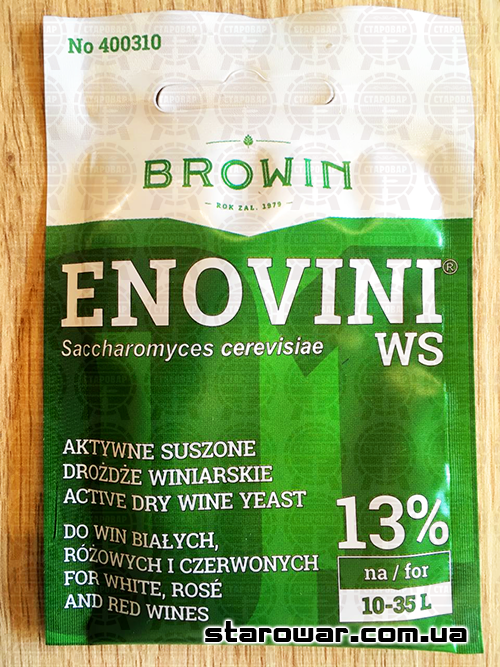 No 400310
BROWIN
ROK ZAŁ. 1979
ENOVINI®
Saccharomyces cerevisiae
WS
AKTYWNE SUSZONE
DROŻDŻE WINIARSKIE
ACTIVE DRY WINE YEAST
DO WIN BIAŁYCH,
RÓŻOWYCH I CZERWONYCH
FOR WHITE, ROSÉ
AND RED WINES
13%
na / for
10-35 L
starowar.com.ua